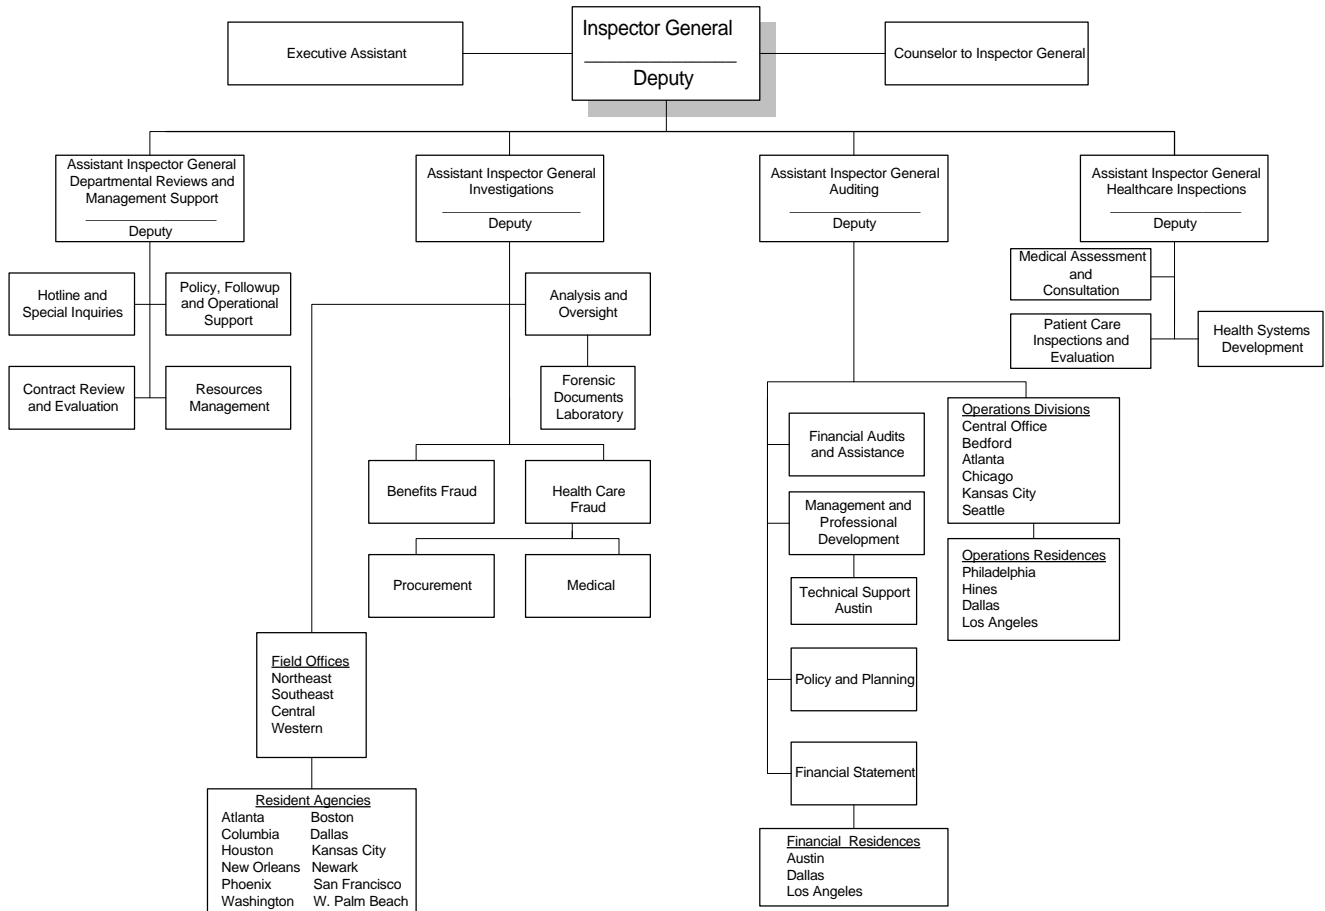 Inspector General
Deputy
Executive Assistant
Counselor to Inspector General
Assistant Inspector General
Departmental Reviews and
Management Support
Deputy
Assistant Inspector General
Investigations
Deputy
Assistant Inspector General
Auditing
Deputy
Assistant Inspector General
Healthcare Inspections
Deputy
Hotline and
Special Inquiries
Policy, Followup
and Operational
Support
Contract Review
and Evaluation
Resources
Management
Analysis and
Oversight
Forensic
Documents
Laboratory
Benefits Fraud
Health Care
Fraud
Procurement
Medical
Field Offices
Northeast
Southeast
Central
Western
Resident Agencies
Atlanta Boston
Columbia Dallas
Houston Kansas City
New Orleans Newark
Phoenix San Francisco
Washington W. Palm Beach
Financial Audits
and Assistance
Management and
Professional
Development
Technical Support
Austin
Policy and Planning
Financial Statement
Financial Residences
Austin
Dallas
Los Angeles
Operations Divisions
Central Office
Bedford
Atlanta
Chicago
Kansas City
Seattle
Operations Residences
Philadelphia
Hines
Dallas
Los Angeles
Medical Assessment
and
Consultation
Patient Care
Inspections and
Evaluation
Health Systems
Development